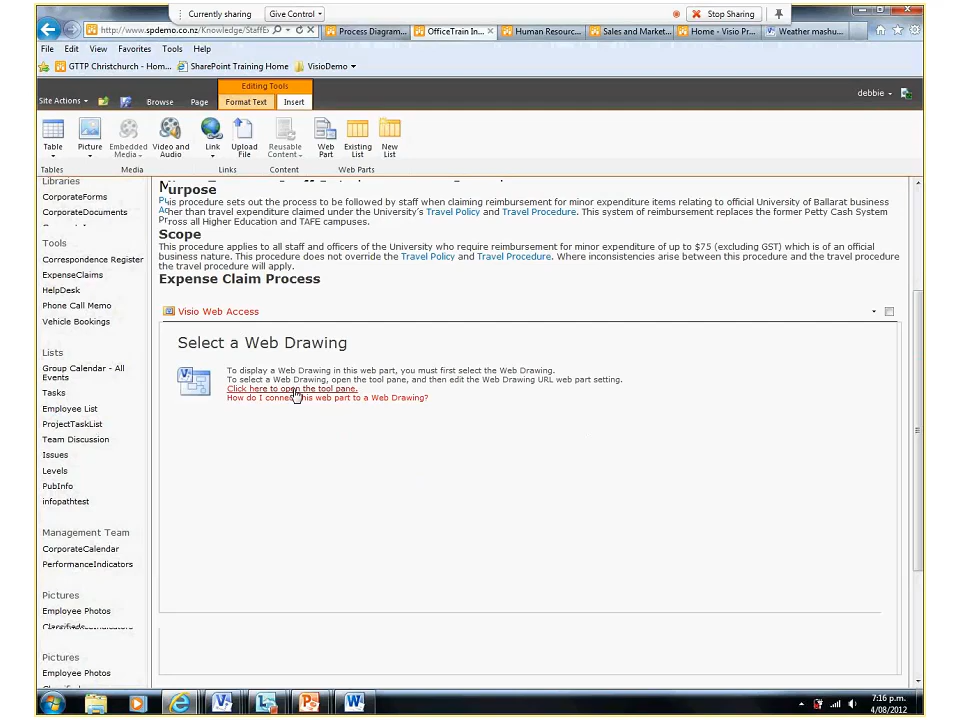 Currently sharing
Give Control
Stop Sharing
http://www.spdemo.co.nz/Knowledge/StaffE
Process Diagram...
OfficeTrain In...
Human Resourc...
Sales and Market...
Home - Visio Pr...
Weather mashu...
File Edit View Favorites Tools Help
GTTP Christchurch - Hom...
SharePoint Training Home
VisioDemo
Editing Tools
Site Actions
Browse
Page
Format Text
Insert
debbie
Table
Picture
Embedded Media
Video and Audio
Link
Upload File
Reusable Content
Web Part
Existing List
New List
Tables
Media
Links
Content
Web Parts
Libraries
CorporateForms
CorporateDocuments
Tools
Correspondence Register
ExpenseClaims
HelpDesk
Phone Call Memo
Vehicle Bookings
Lists
Group Calendar - All
Events
Tasks
Employee List
ProjectTaskList
Team Discussion
Issues
Levels
PubInfo
infopathtest
Management Team
CorporateCalendar
PerformanceIndicators
Pictures
Employee Photos
Pictures
Employee Photos
Purpose
his procedure sets out the process to be followed by staff when claiming reimbursement for minor expenditure items relating to official University of Ballarat business
ther than travel expenditure claimed under the University's Travel Policy and Travel Procedure. This system of reimbursement replaces the former Petty Cash System
ross all Higher Education and TAFE campuses.
Scope
This procedure applies to all staff and officers of the University who require reimbursement for minor expenditure of up to $75 (excluding GST) which is of an official
business nature. This procedure does not override the Travel Policy and Travel Procedure. Where inconsistencies arise between this procedure and the travel procedure
the travel procedure will apply.
Expense Claim Process
Visio Web Access
Select a Web Drawing
To display a Web Drawing in this web part, you must first select the Web Drawing.
To select a Web Drawing, open the tool pane, and then edit the Web Drawing URL web part setting.
Click here to open the tool pane.
How do I connect this web part to a Web Drawing?
7:16 p.m.
4/08/2012